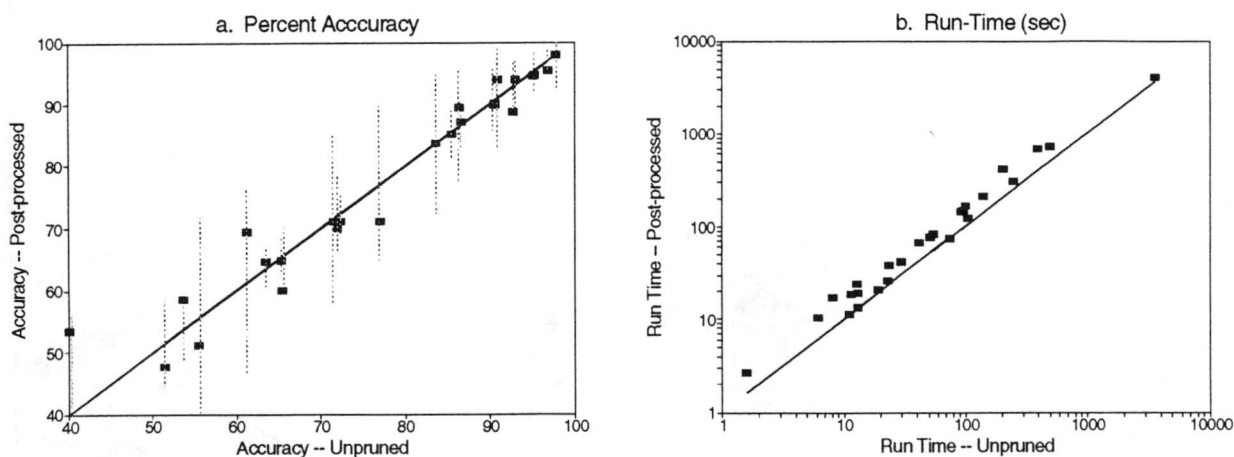 a. Percent Acccuracy
100
90
80
70
60
50
40
40 50 60 70 80 90 100
Accuracy -- Post-processed
Accuracy -- Unpruned
b. Run-Time (sec)
10000
1000
100
10
1
1 10 100 1000 10000
Run Time -- Post-processed
Run Time -- Unpruned